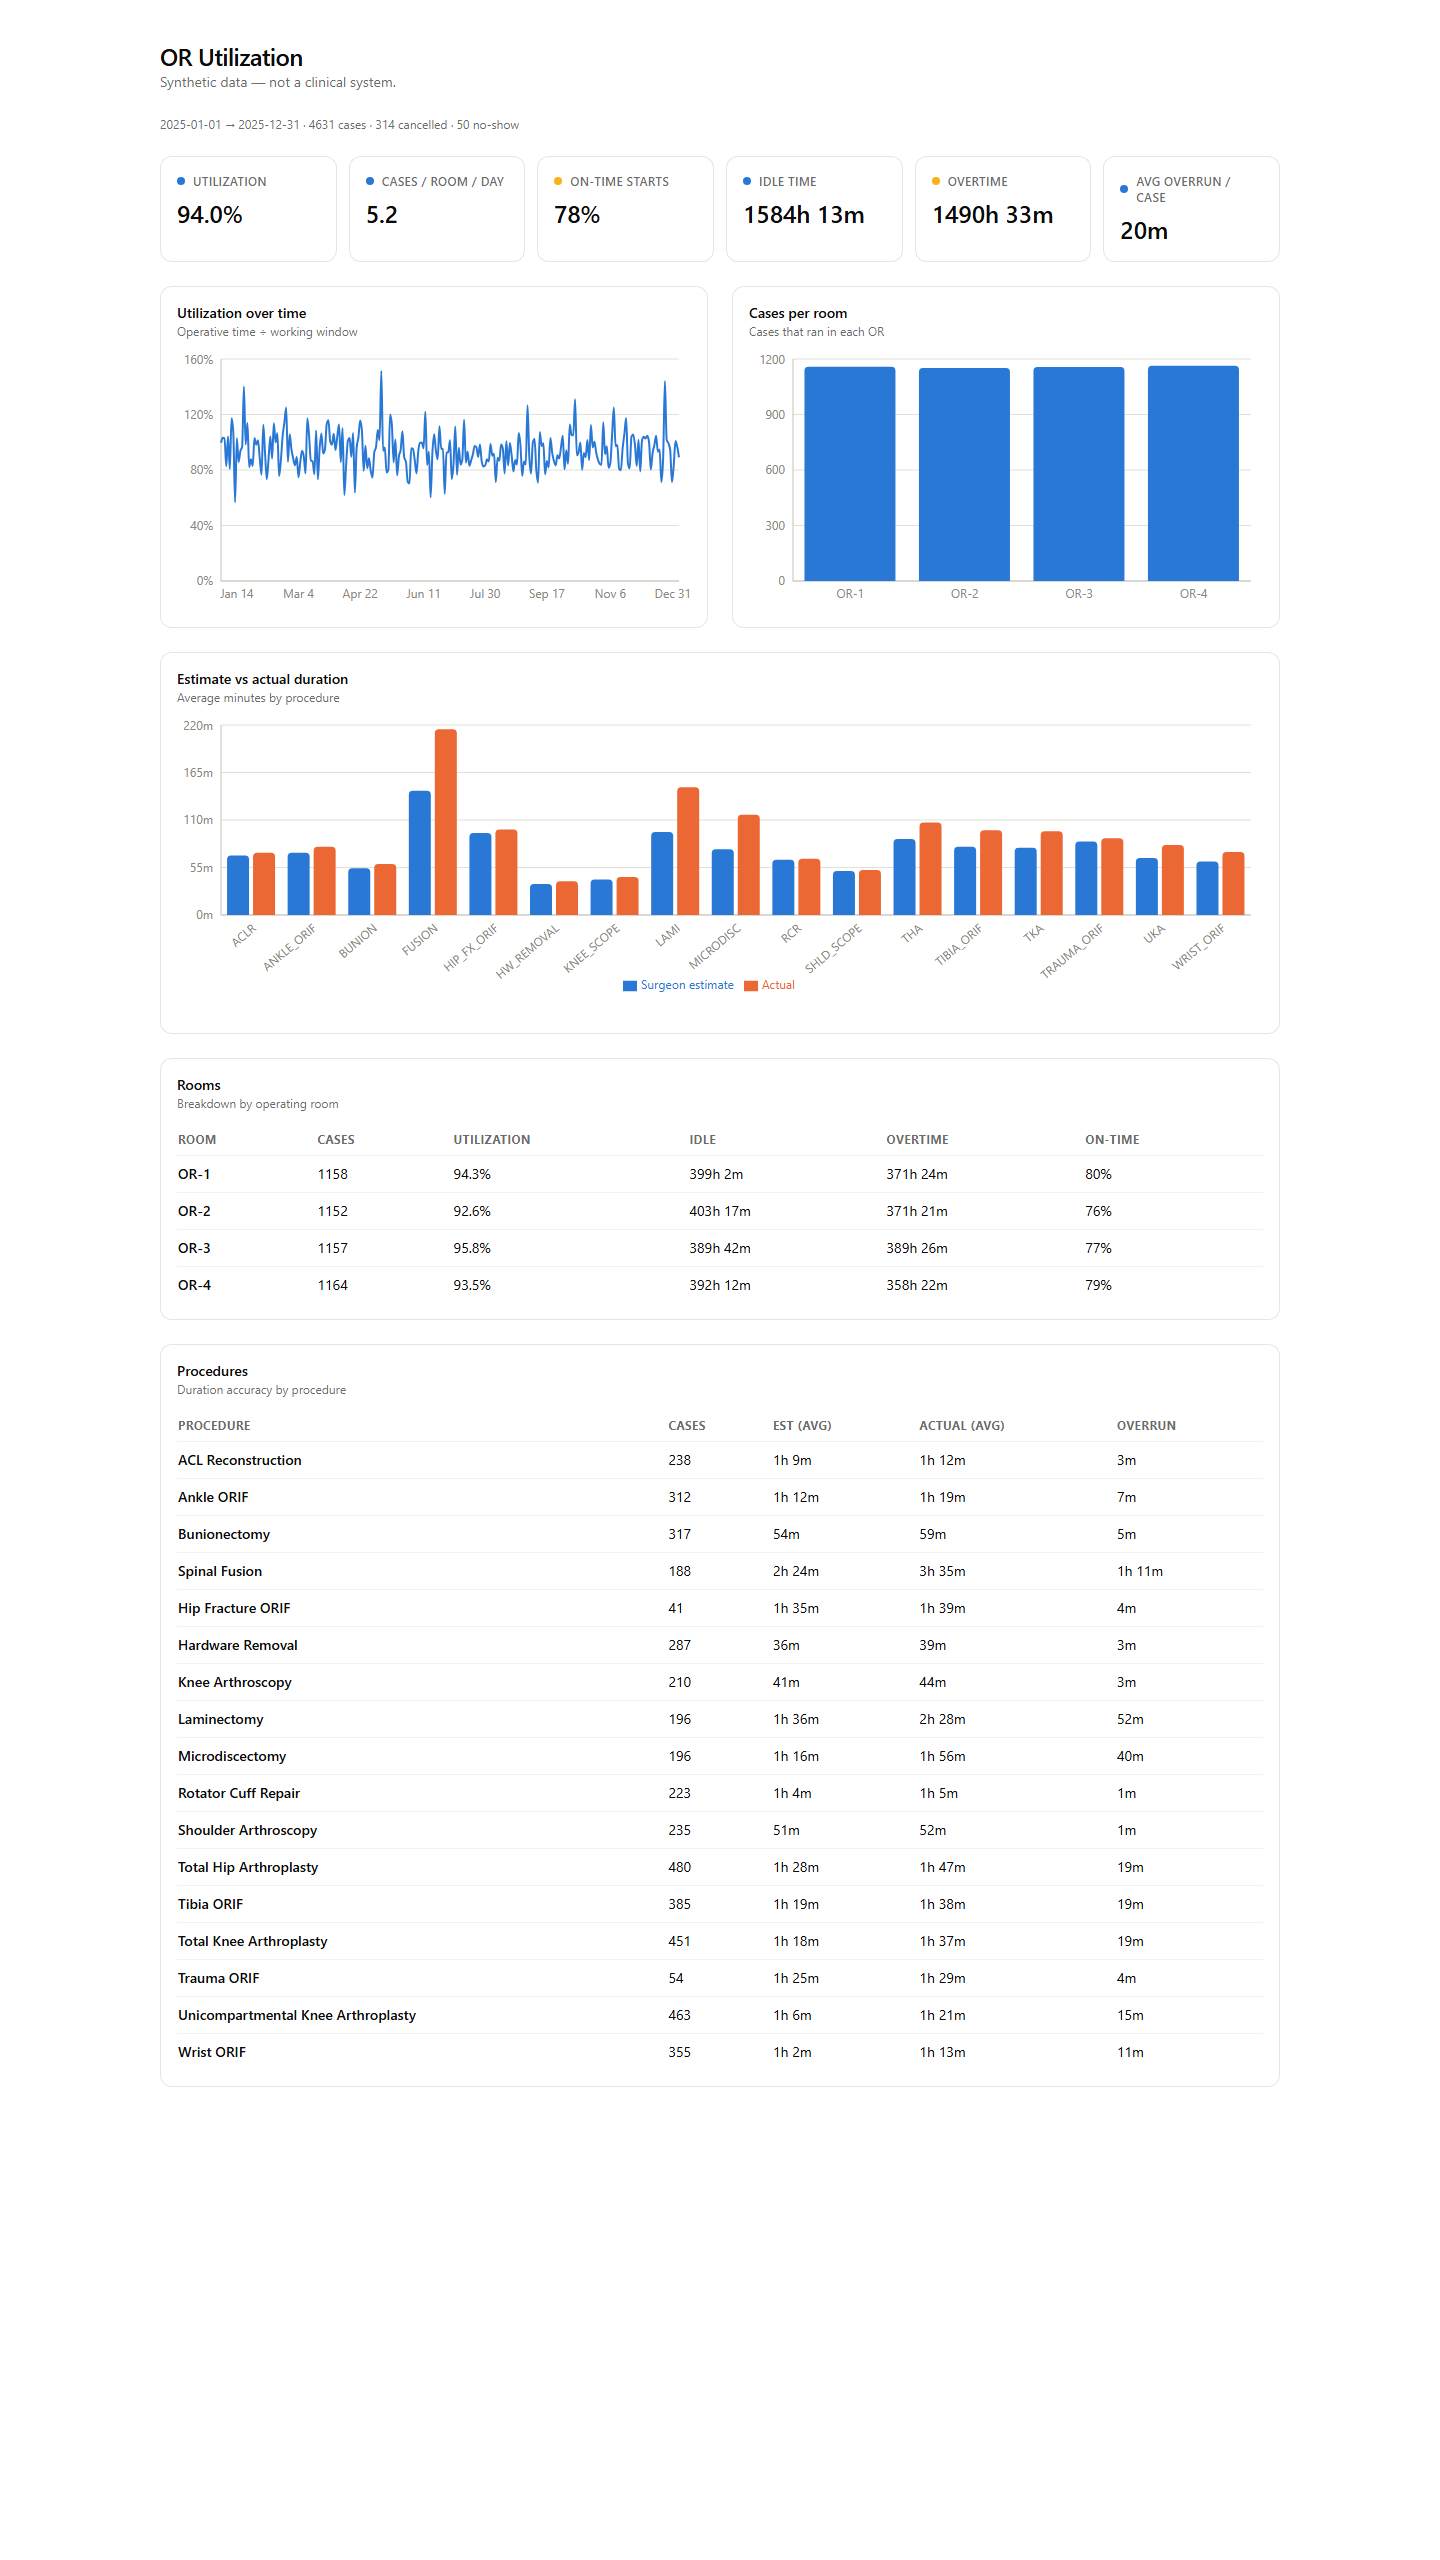 OR Utilization
Synthetic data — not a clinical system.
2025-01-01 → 2025-12-31 · 4631 cases · 314 cancelled · 50 no-show
UTILIZATION
94.0%
CASES / ROOM / DAY
5.2
ON-TIME STARTS
78%
IDLE TIME
1584h 13m
OVERTIME
1490h 33m
AVG OVERRUN /
CASE
20m
Utilization over time
Operative time ÷ working window
160%
120%
80%
40%
0%
Jan 14 Mar 4 Apr 22 Jun 11 Jul 30 Sep 17 Nov 6 Dec 31
Cases per room
Cases that ran in each OR
1200
900
600
300
0
OR-1 OR-2 OR-3 OR-4
Estimate vs actual duration
Average minutes by procedure
220m
165m
110m
55m
0m
ACLR ANKLE_ORIF BUNION FUSION HIP_FX_ORIF HW_REMOVAL KNEE_SCOPE LAMI MICRODISC RCR SHLD_SCOPE THA TIBIA_ORIF TKA TRAUMA_ORIF UKA WRIST_ORIF
Surgeon estimate Actual
Rooms
Breakdown by operating room
ROOM CASES UTILIZATION IDLE OVERTIME ON-TIME
OR-1 1158 94.3% 399h 2m 371h 24m 80%
OR-2 1152 92.6% 403h 17m 371h 21m 76%
OR-3 1157 95.8% 389h 42m 389h 26m 77%
OR-4 1164 93.5% 392h 12m 358h 22m 79%
Procedures
Duration accuracy by procedure
PROCEDURE CASES EST (AVG) ACTUAL (AVG) OVERRUN
ACL Reconstruction 238 1h 9m 1h 12m 3m
Ankle ORIF 312 1h 12m 1h 19m 7m
Bunionectomy 317 54m 59m 5m
Spinal Fusion 188 2h 24m 3h 35m 1h 11m
Hip Fracture ORIF 41 1h 35m 1h 39m 4m
Hardware Removal 287 36m 39m 3m
Knee Arthroscopy 210 41m 44m 3m
Laminectomy 196 1h 36m 2h 28m 52m
Microdiscectomy 196 1h 16m 1h 56m 40m
Rotator Cuff Repair 223 1h 4m 1h 5m 1m
Shoulder Arthroscopy 235 51m 52m 1m
Total Hip Arthroplasty 480 1h 28m 1h 47m 19m
Tibia ORIF 385 1h 19m 1h 38m 19m
Total Knee Arthroplasty 451 1h 18m 1h 37m 19m
Trauma ORIF 54 1h 25m 1h 29m 4m
Unicompartmental Knee Arthroplasty 463 1h 6m 1h 21m 15m
Wrist ORIF 355 1h 2m 1h 13m 11m